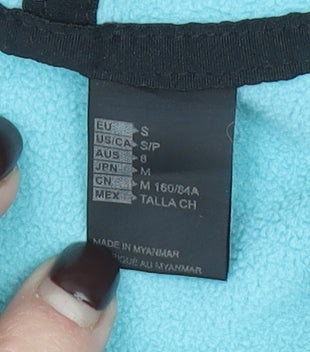 EU S
US/CA S/P
AUS 8
JPN M
CN M 160/84A
MEX TALLA CH
MADE IN MYANMAR
AU MYANMAR